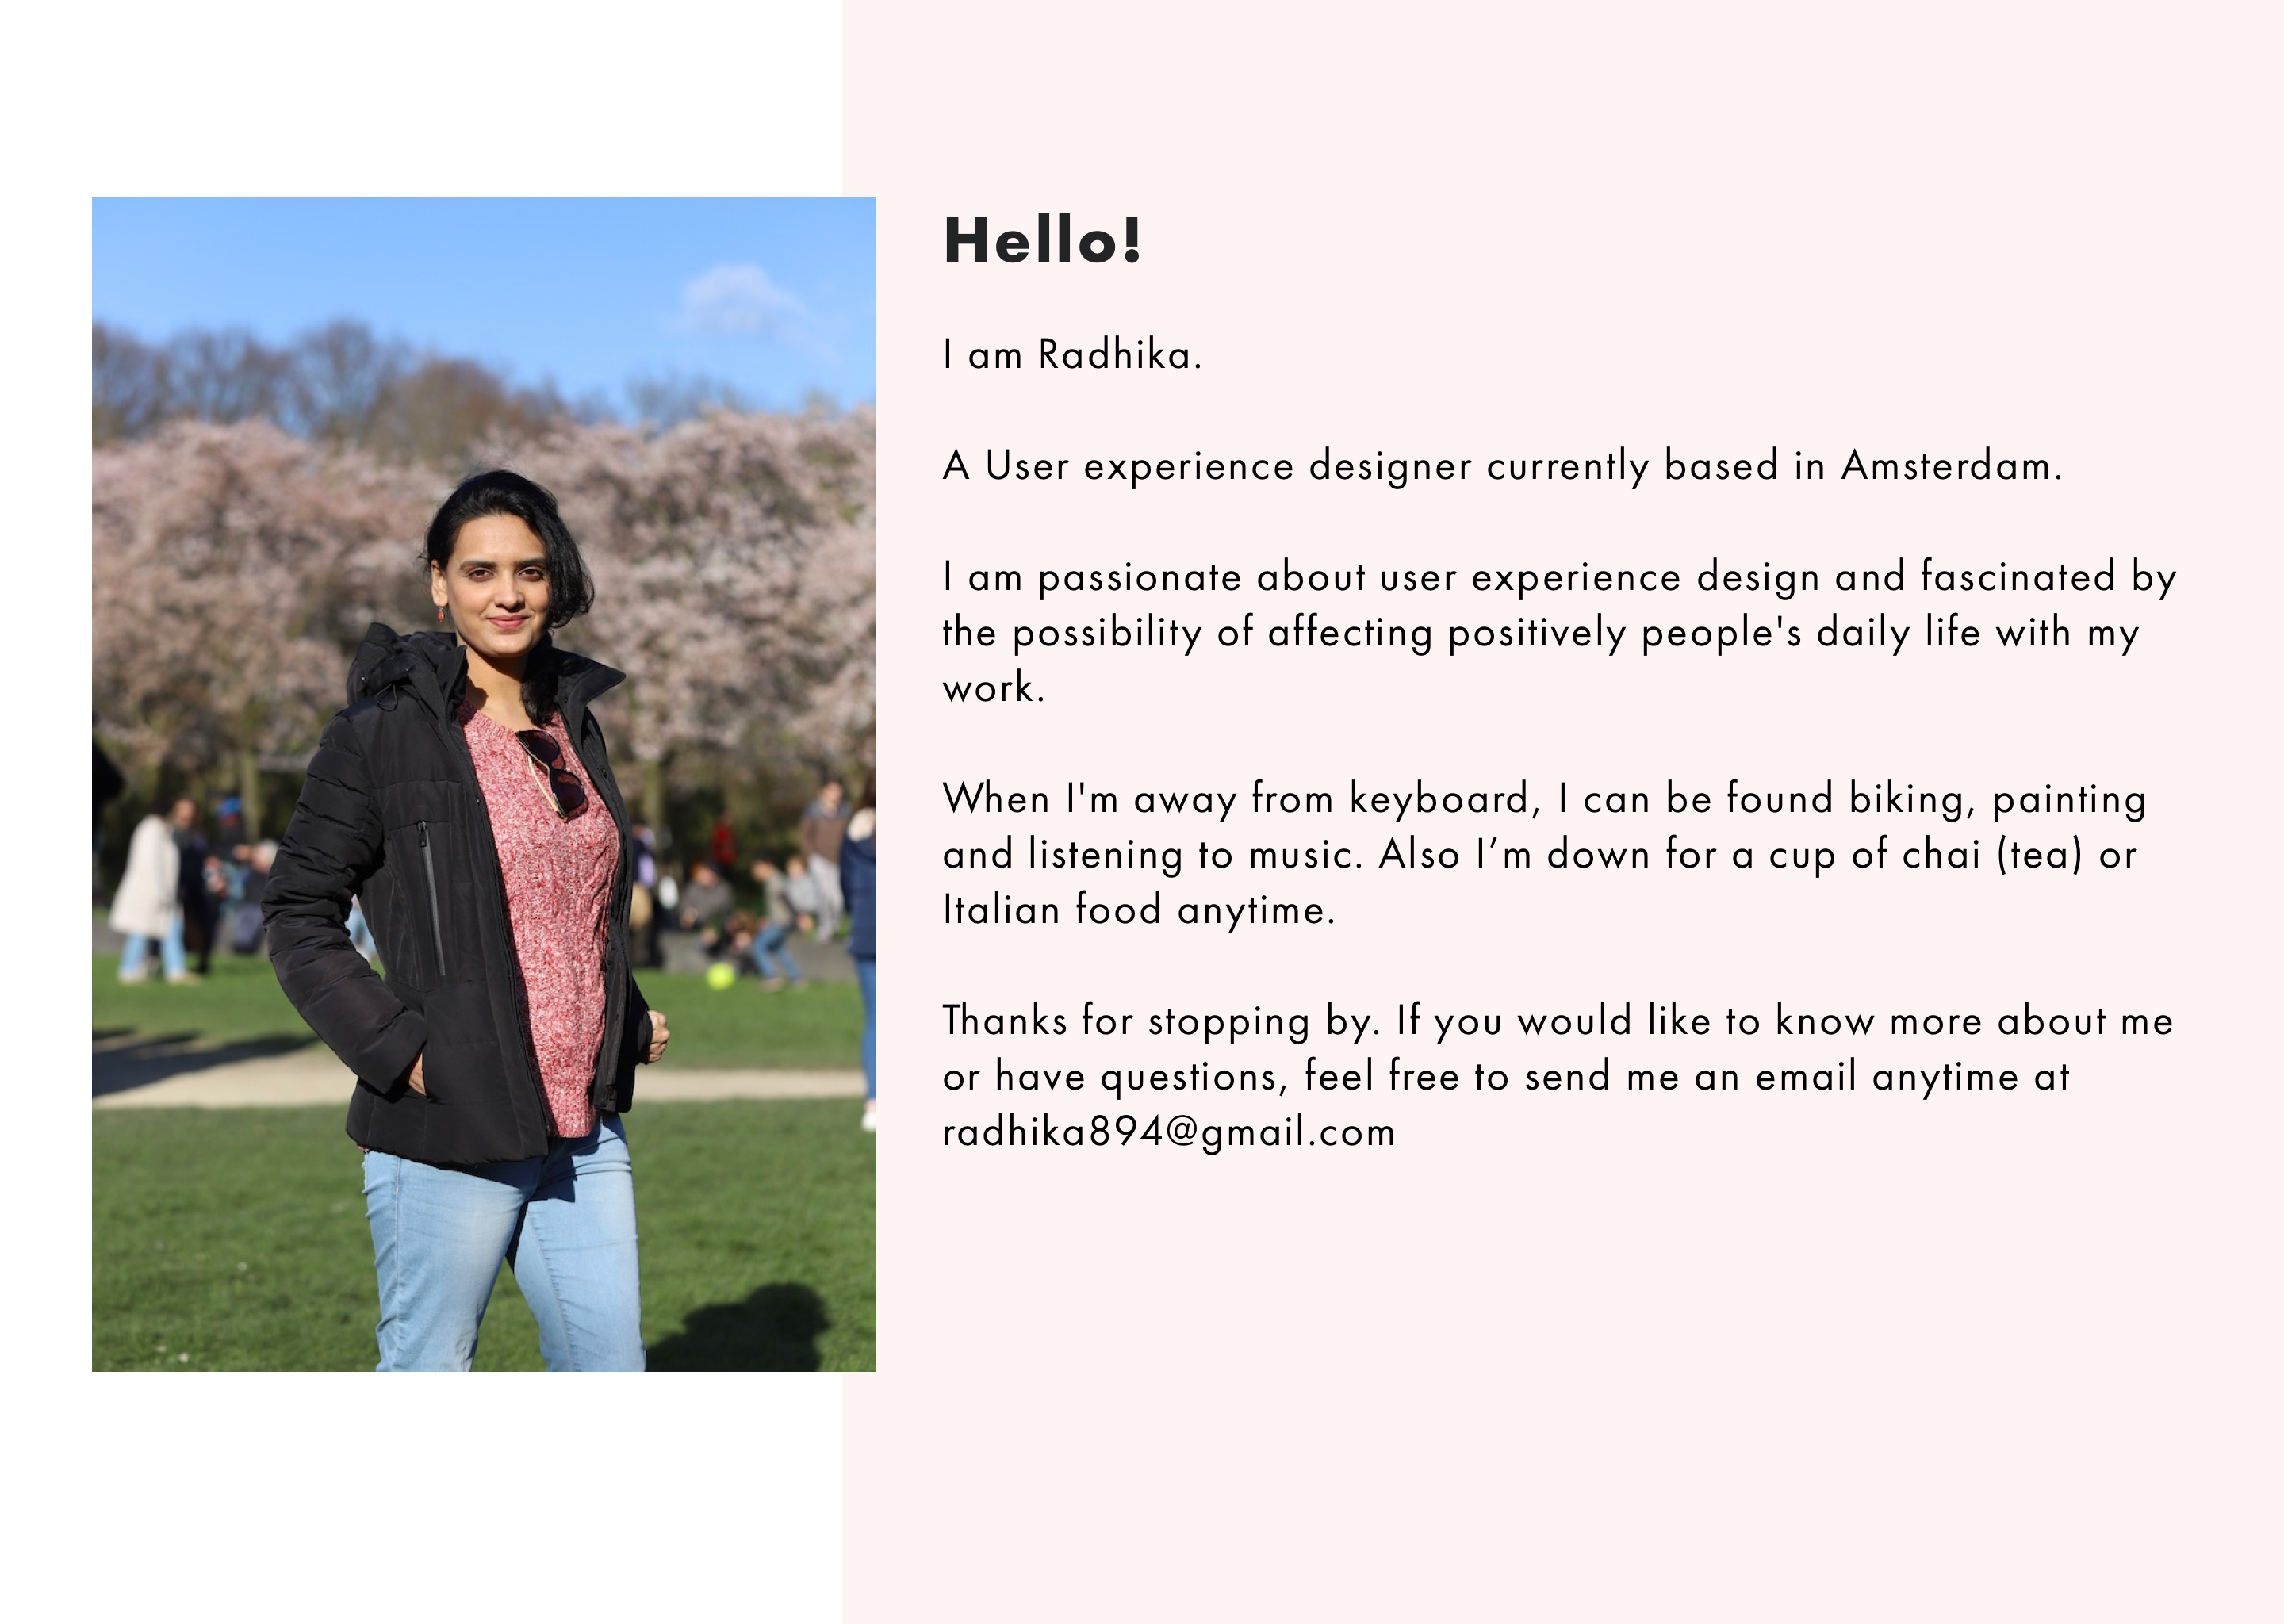 Hello!
I am Radhika.
A User experience designer currently based in Amsterdam.
I am passionate about user experience design and fascinated by
the possibility of affecting positively people's daily life with my
work.
When I'm away from keyboard, I can be found biking, painting
and listening to music. Also I’m down for a cup of chai (tea) or
Italian food anytime.
Thanks for stopping by. If you would like to know more about me
or have questions, feel free to send me an email anytime at
radhika894@gmail.com